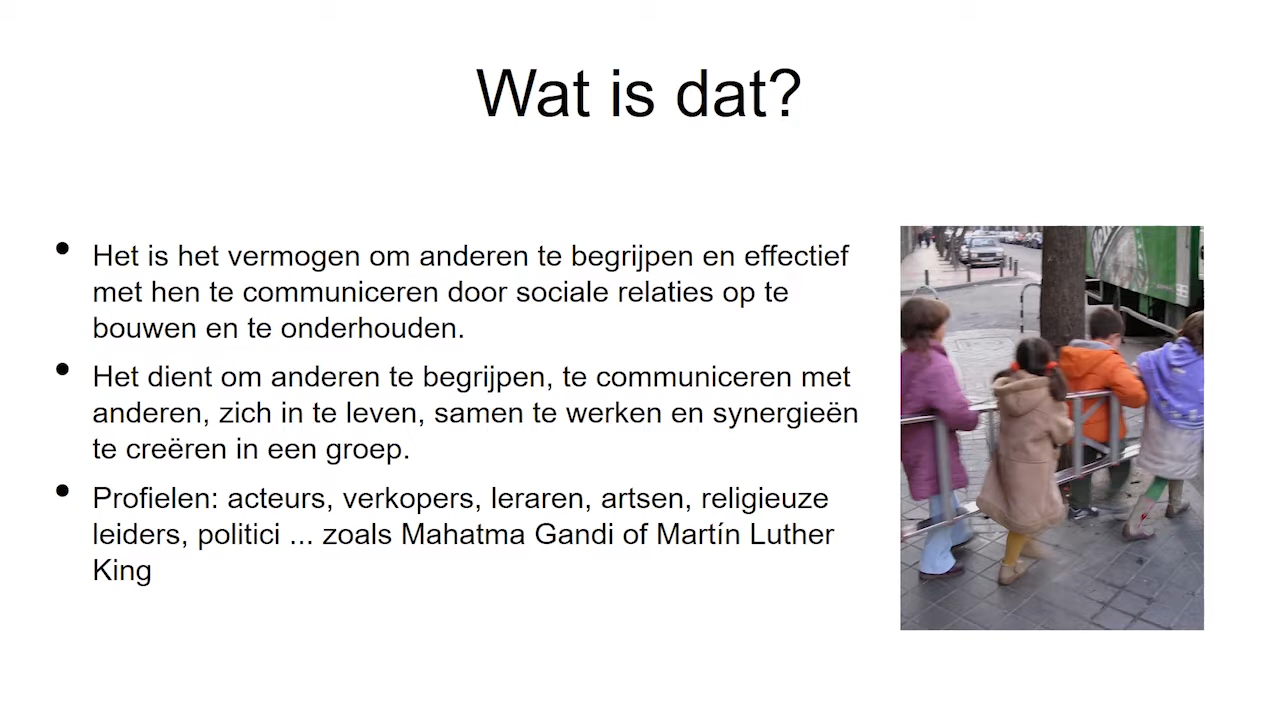 Wat is dat?
• Het is het vermogen om anderen te begrijpen en effectief
met hen te communiceren door sociale relaties op te
bouwen en te onderhouden.
• Het dient om anderen te begrijpen, te communiceren met
anderen, zich in te leven, samen te werken en synergieën
te creëren in een groep.
• Profielen: acteurs, verkopers, leraren, artsen, religieuze
leiders, politici ... zoals Mahatma Gandi of Martín Luther
King